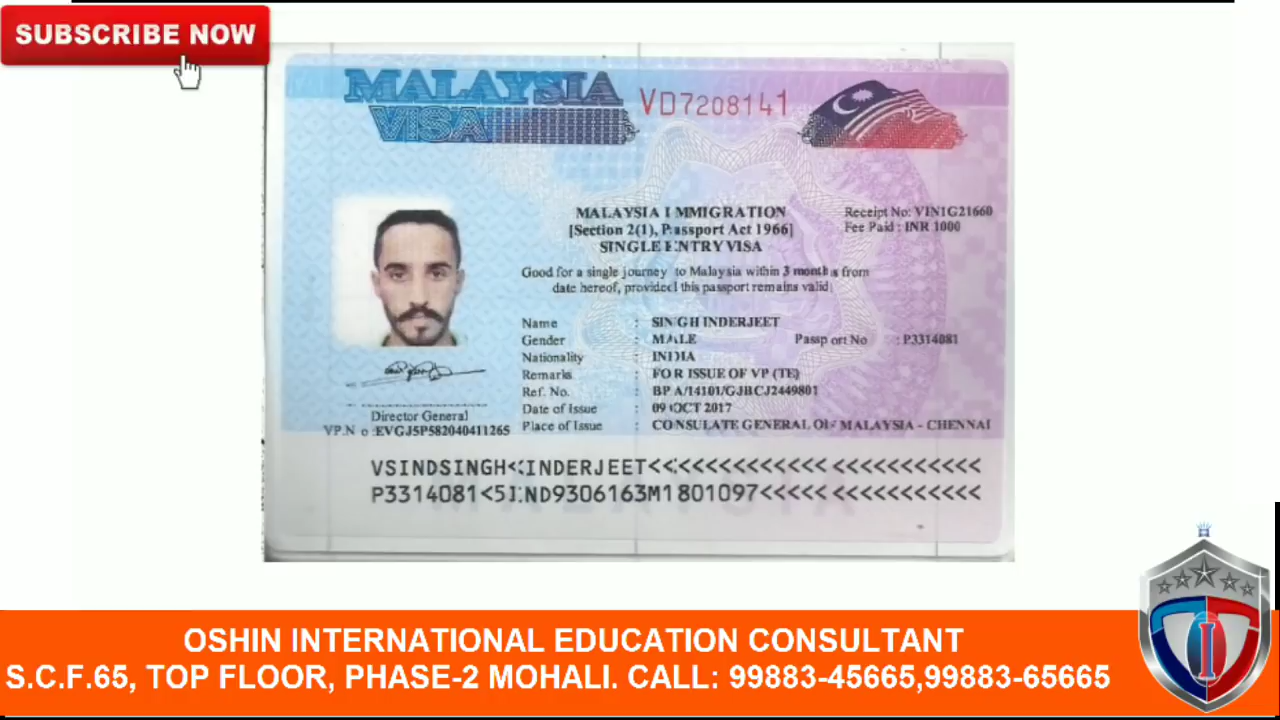 SUBSCRIBE NOW
MALAYSIA
VISA
VD7208141
MALAYSIA IMMIGRATION
[Section 2(1), Passport Act 1966]
SINGLE ENTRY VISA
Receipt No: VIN1G21660
Fee Paid : INR 1000
Good for a single journey to Malaysia within 3 months from
date hereof, provided this passport remains valid
Name : SINGH INDERJEET
Gender : MALE Passport No : P3314081
Nationality : INDIA
Remarks : FOR ISSUE OF VP (TE)
Ref. No. : BP A/14101/GJBCJ2449801
Date of Issue : 09 OCT 2017
Place of Issue : CONSULATE GENERAL OF MALAYSIA - CHENNAI
Director General
VP.No :EVGJ5P582040411265
VSINDSINGH<<INDERJEET<<<<<<<<<<<<<<<<<<<<<<<
P3314081<5IND9306163M1801097<<<<<<<<<<<<<<<<
OSHIN INTERNATIONAL EDUCATION CONSULTANT
S.C.F.65, TOP FLOOR, PHASE-2 MOHALI. CALL: 99883-45665,99883-65665